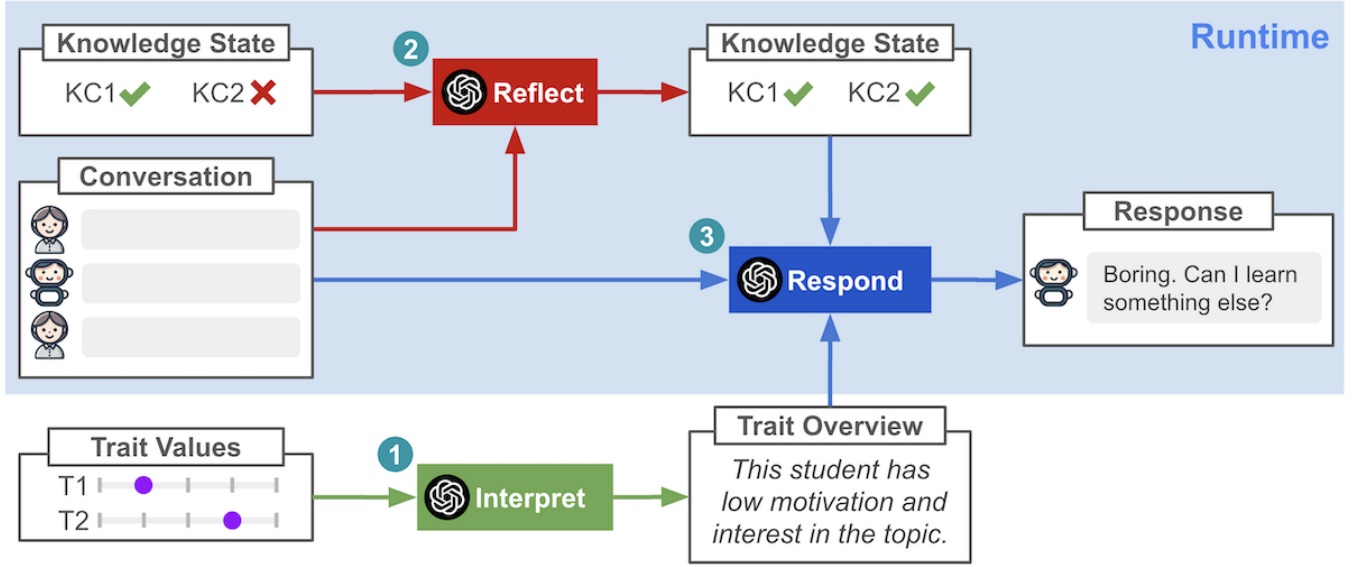 Runtime
Knowledge State
KC1 KC2
2
Reflect
Knowledge State
KC1 KC2
Conversation
3
Respond
Response
Boring. Can I learn
something else?
Trait Values
T1
T2
1
Interpret
Trait Overview
This student has
low motivation and
interest in the topic.